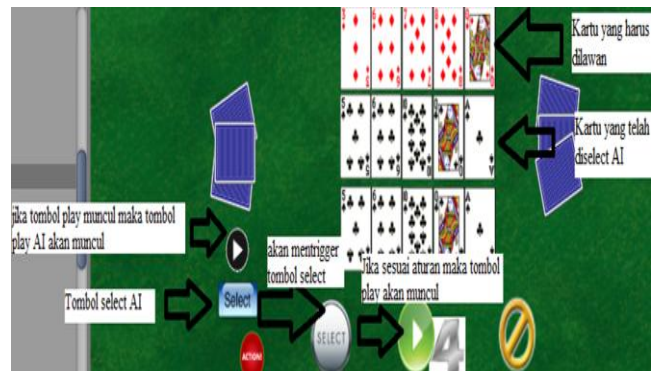 Kartu yang harus
dilawan
Kartu yang telah
diselect AI
jika tombol play muncul maka tombol
play AI akan muncul
akan mentrigger
tombol select
Jika sesuai aturan maka tombol
play akan muncul
Tombol select AI
Select
SELECT
4
ACTION!